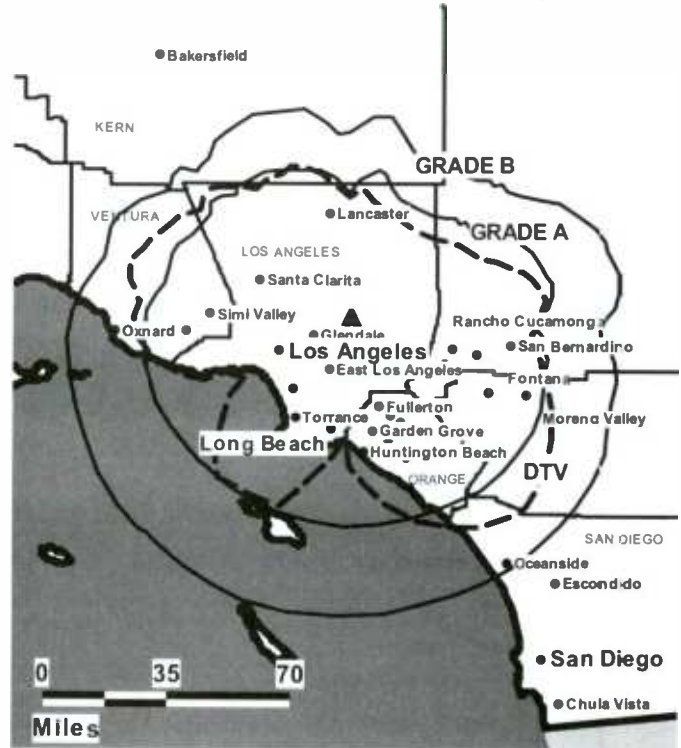 Bakersfield
KERN
GRADE B
VENTURA
Lancaster
GRADE A
LOS ANGELES
Santa Clarita
Simi Valley
Oxnard
Rancho Cucamonga
Glendale
San Bernardino
Los Angeles
East Los Angeles
Fontana
Fullerton
Torrance
Moreno Valley
Garden Grove
Long Beach
Huntington Beach
DTV
ORANGE
SAN DIEGO
Oceanside
Escondido
San Diego
0 35 70
Chula Vista
Miles